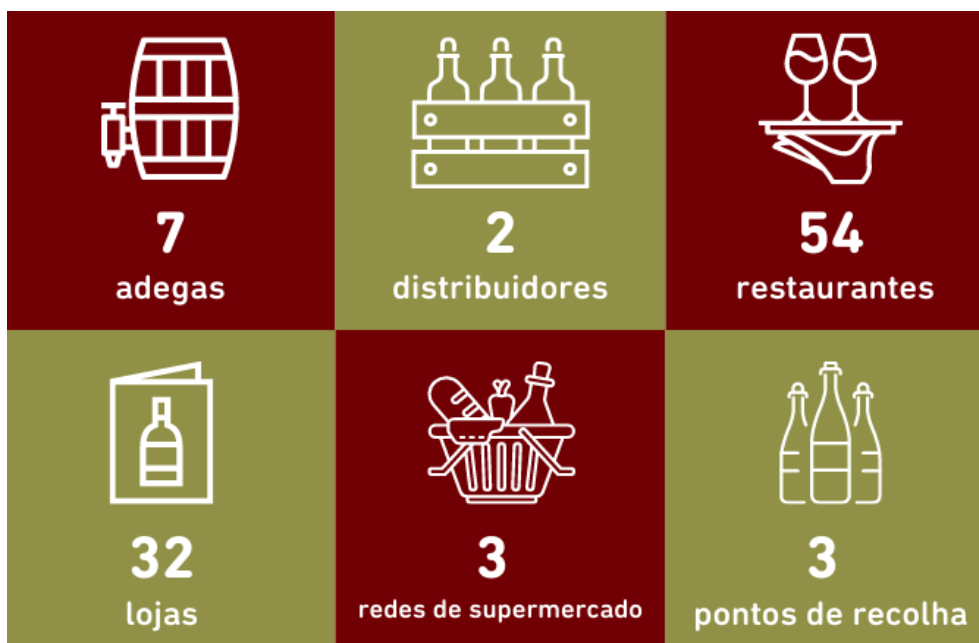 7
adegas
2
distribuidores
54
restaurantes
32
lojas
3
redes de supermercado
3
pontos de recolha